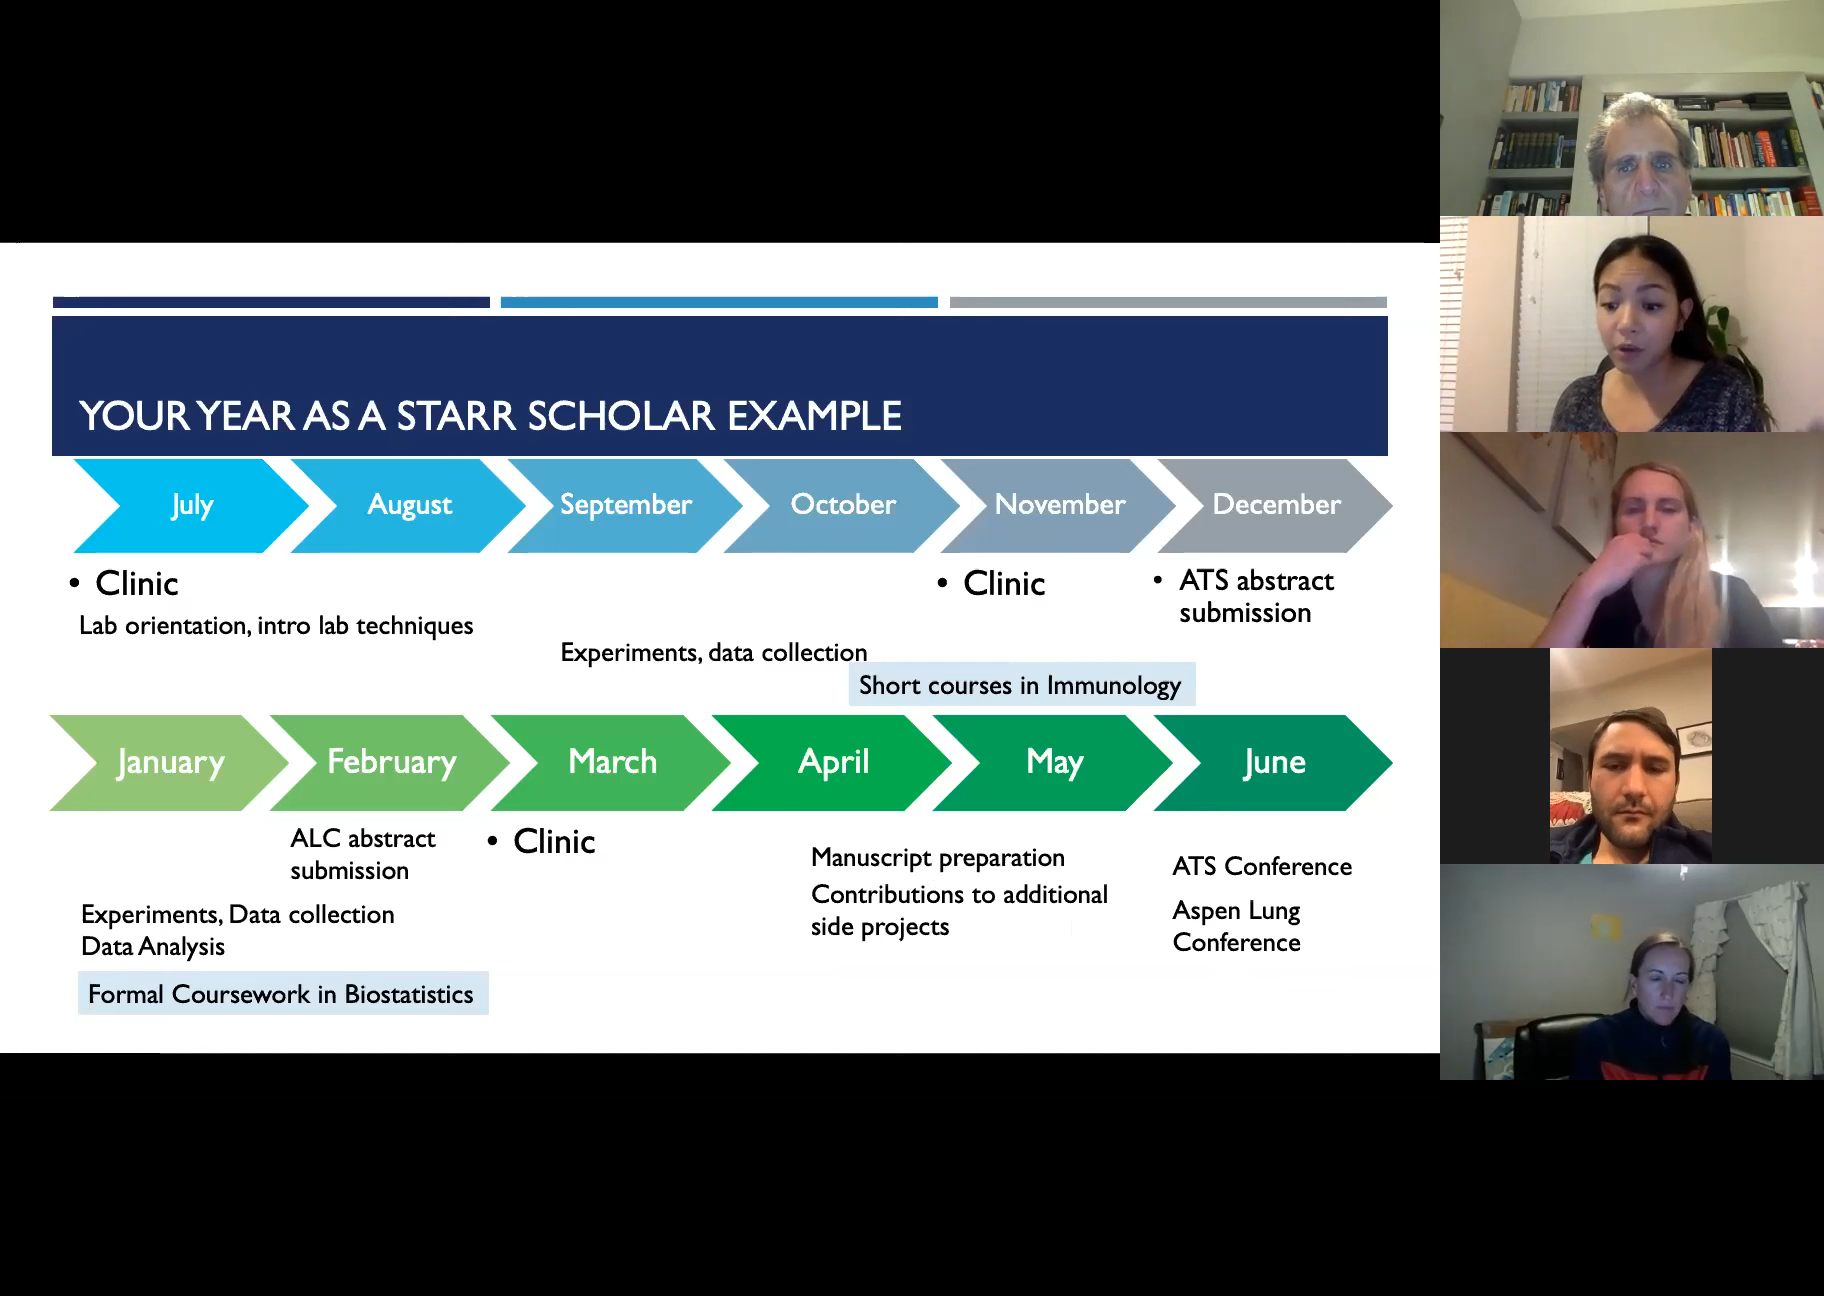 YOUR YEAR AS A STARR SCHOLAR EXAMPLE
July
August
September
October
November
December
• Clinic
Lab orientation, intro lab techniques
Experiments, data collection
• Clinic
Short courses in Immunology
• ATS abstract
submission
January
February
March
April
May
June
ALC abstract
submission
Experiments, Data collection
Data Analysis
Formal Coursework in Biostatistics
• Clinic
Manuscript preparation
Contributions to additional
side projects
ATS Conference
Aspen Lung
Conference